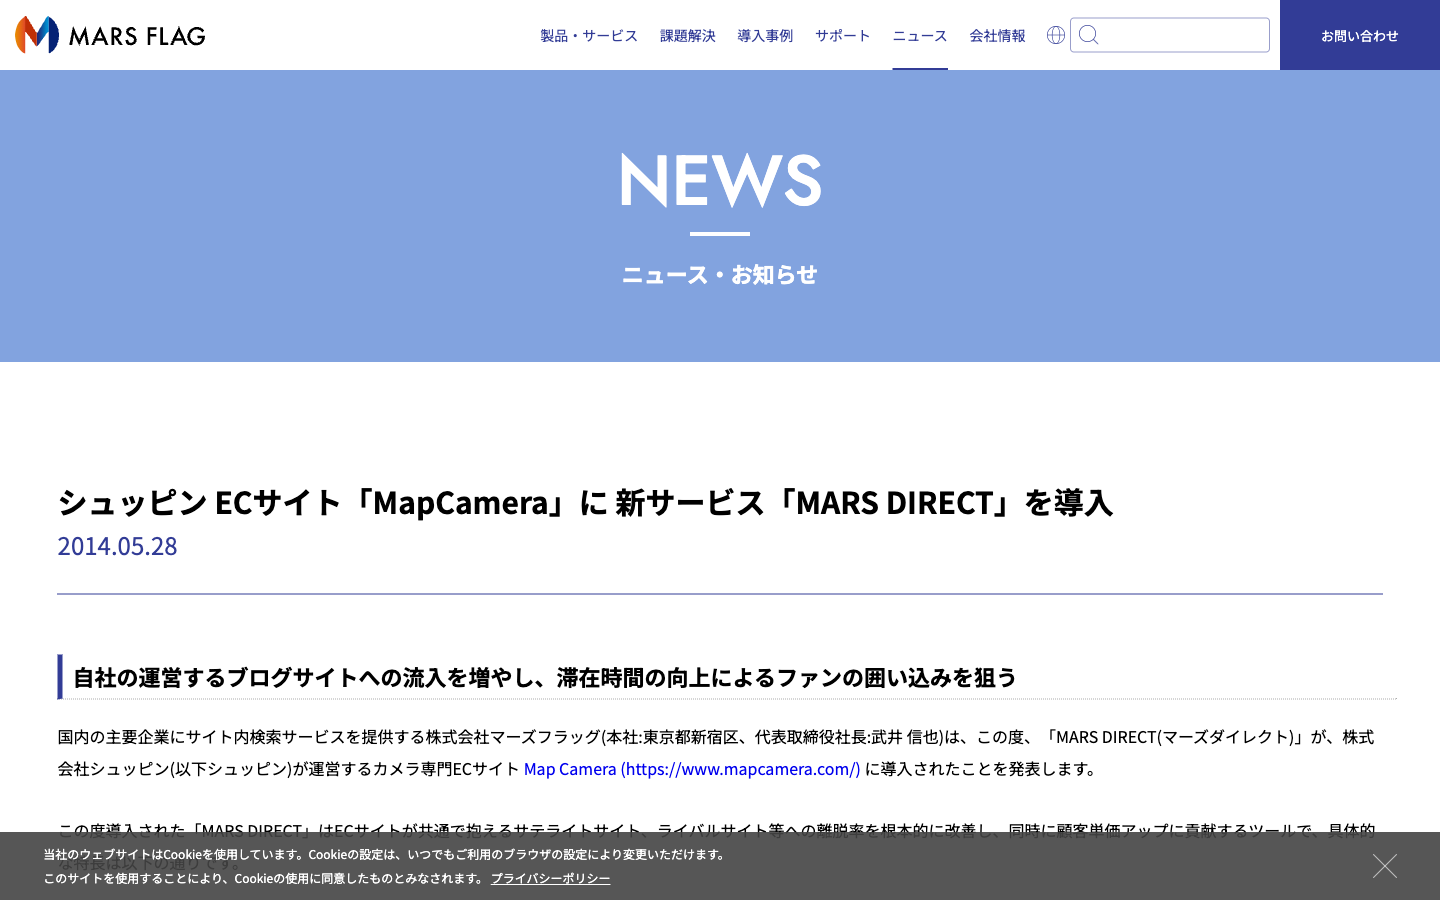 MARS FLAG
製品・サービス 課題解決 導入事例 サポート ニュース 会社情報 お問い合わせ
NEWS
ニュース・お知らせ
シュッピン ECサイト「MapCamera」に 新サービス「MARS DIRECT」を導入
2014.05.28
自社の運営するブログサイトへの流入を増やし、滞在時間の向上によるファンの囲い込みを狙う
国内の主要企業にサイト内検索サービスを提供する株式会社マーズフラッグ(本社:東京都新宿区、代表取締役社長:武井 信也)は、この度、「MARS DIRECT(マーズダイレクト)」が、株式
会社シュッピン(以下シュッピン)が運営するカメラ専門ECサイト Map Camera (https://www.mapcamera.com/) に導入されたことを発表します。
この度導入された「MARS DIRECT」はECサイトが共通で抱えるサテライトサイト、ライバルサイト等への離脱率を根本的に改善し、同時に顧客単価アップに貢献するツールで、具体的
な特長は以下の通りです。
当社のウェブサイトはCookieを使用しています。Cookieの設定は、いつでもご利用のブラウザの設定により変更いただけます。
このサイトを使用することにより、Cookieの使用に同意したものとみなされます。 プライバシーポリシー